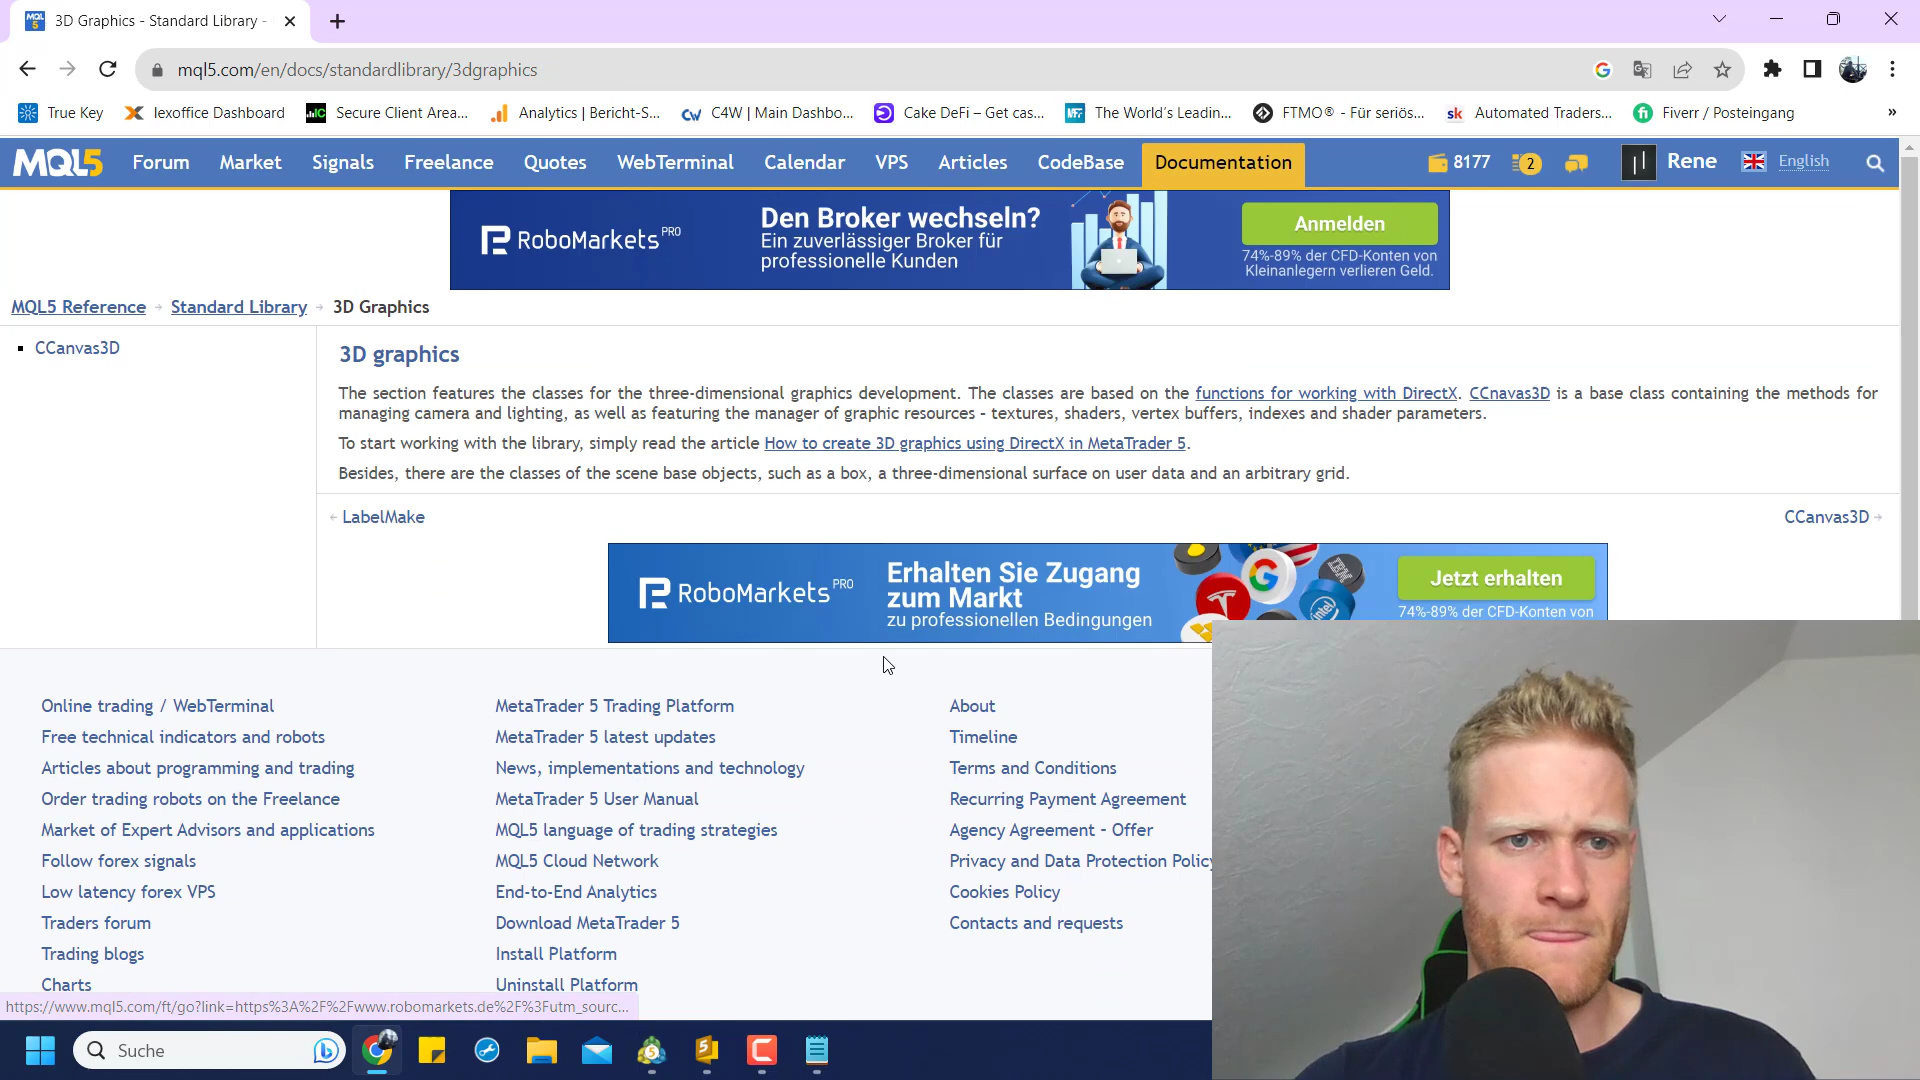 3D Graphics - Standard Library -
mql5.com/en/docs/standardlibrary/3dgraphics
True Key
lexoffice Dashboard
Secure Client Area...
Analytics | Bericht-S...
C4W | Main Dashbo...
Cake DeFi – Get cas...
The World's Leadin...
FTMO® - Für seriös...
Automated Traders...
Fiverr / Posteingang
»
MQL5
Forum
Market
Signals
Freelance
Quotes
WebTerminal
Calendar
VPS
Articles
CodeBase
Documentation
8177
2
Rene
English
RoboMarkets PRO
Den Broker wechseln?
Ein zuverlässiger Broker für
professionelle Kunden
Anmelden
74%-89% der CFD-Konten von
Kleinanlegern verlieren Geld.
MQL5 Reference
Standard Library
3D Graphics
CCanvas3D
3D graphics
The section features the classes for the three-dimensional graphics development. The classes are based on the functions for working with DirectX. CCnavas3D is a base class containing the methods for
managing camera and lighting, as well as featuring the manager of graphic resources - textures, shaders, vertex buffers, indexes and shader parameters.
To start working with the library, simply read the article How to create 3D graphics using DirectX in MetaTrader 5.
Besides, there are the classes of the scene base objects, such as a box, a three-dimensional surface on user data and an arbitrary grid.
LabelMake
CCanvas3D
RoboMarkets PRO
Erhalten Sie Zugang
zum Markt
zu professionellen Bedingungen
IBM
intel
Jetzt erhalten
74%-89% der CFD-Konten von
Online trading / WebTerminal
Free technical indicators and robots
Articles about programming and trading
Order trading robots on the Freelance
Market of Expert Advisors and applications
Follow forex signals
Low latency forex VPS
Traders forum
Trading blogs
Charts
MetaTrader 5 Trading Platform
MetaTrader 5 latest updates
News, implementations and technology
MetaTrader 5 User Manual
MQL5 language of trading strategies
MQL5 Cloud Network
End-to-End Analytics
Download MetaTrader 5
Install Platform
Uninstall Platform
About
Timeline
Terms and Conditions
Recurring Payment Agreement
Agency Agreement - Offer
Privacy and Data Protection Policy
Cookies Policy
Contacts and requests
https://www.mql5.com/ft/go?link=https%3A%2F%2Fwww.robomarkets.de%2F%3Futm_sourc...
Suche